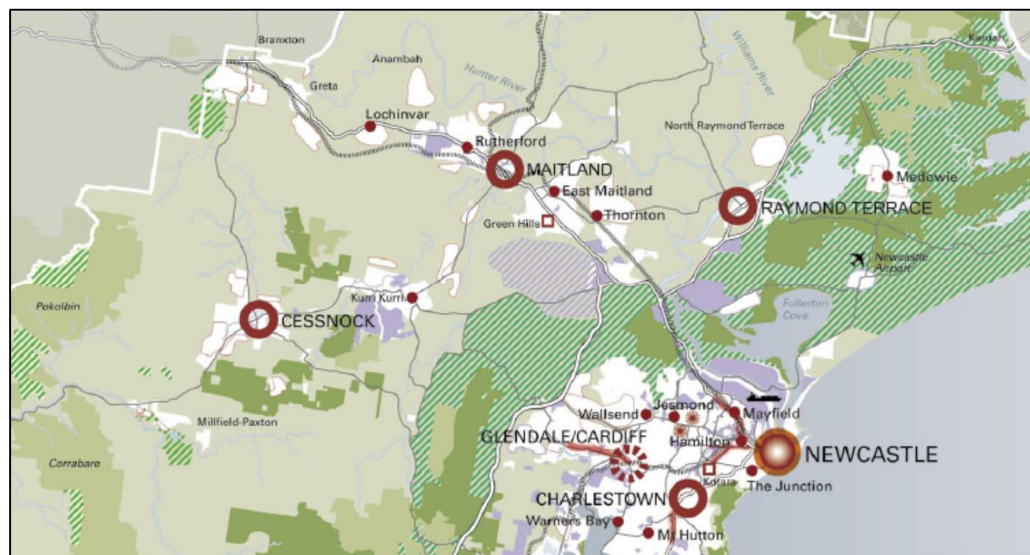 Branxton
Karuah
Anambah
Hunter River
Williams River
Greta
Lochinvar
North Raymond Terrace
Rutherford
MAITLAND
Medowie
East Maitland
RAYMOND TERRACE
Thornton
Green Hills
Newcastle
Airport
Kurri Kurri
Pokolbin
Fullerton
Cove
CESSNOCK
Millfield-Paxton
Wallsend
Jesmond
Mayfield
GLENDALE/CARDIFF
Hamilton
NEWCASTLE
Corrabare
Kotara
The Junction
CHARLESTOWN
Warners Bay
Mt Hutton